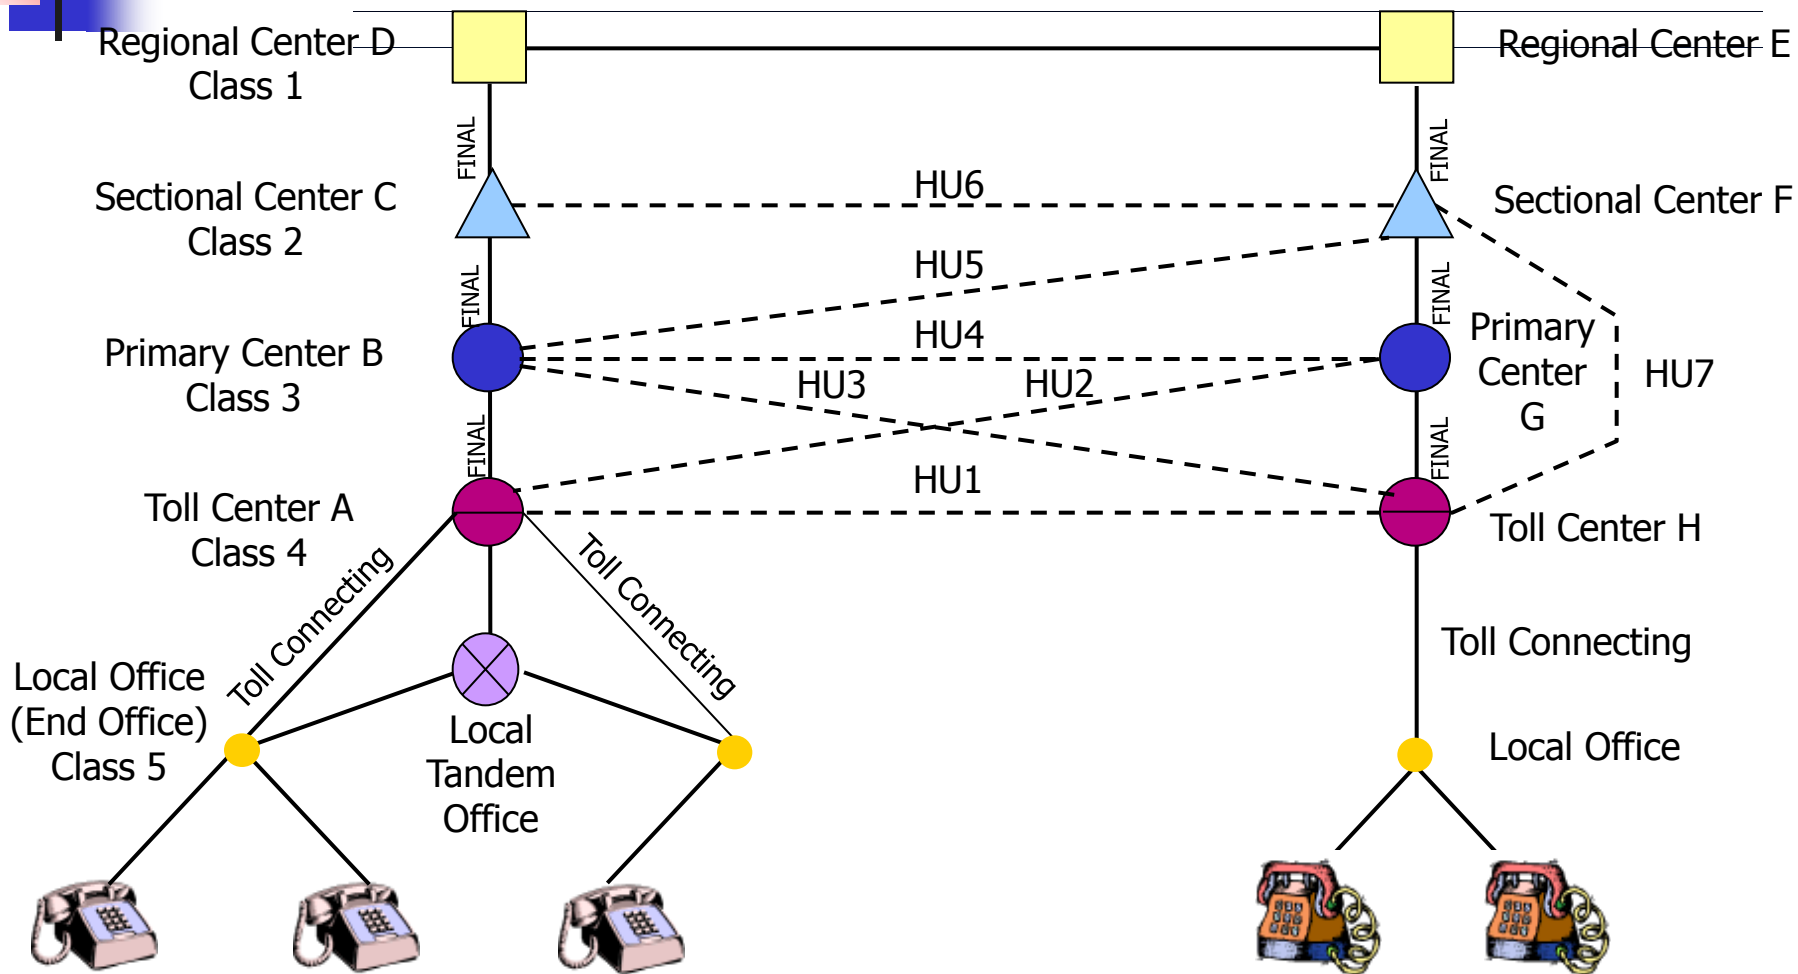 Regional Center D
Class 1
Regional Center E
FINAL
FINAL
Sectional Center C
Class 2
HU6
Sectional Center F
HU5
FINAL
FINAL
Primary Center B
Class 3
HU4
HU3
HU2
Primary
Center
G
HU7
FINAL
FINAL
Toll Center A
Class 4
HU1
Toll Center H
Toll Connecting
Toll Connecting
Toll Connecting
Local Office
(End Office)
Class 5
Local
Tandem
Office
Local Office